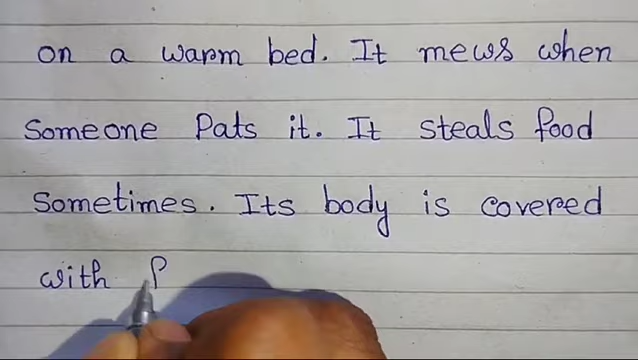 on a warm bed. It mews when
Someone Pats it. It steals food
Sometimes. Its body is covered
with